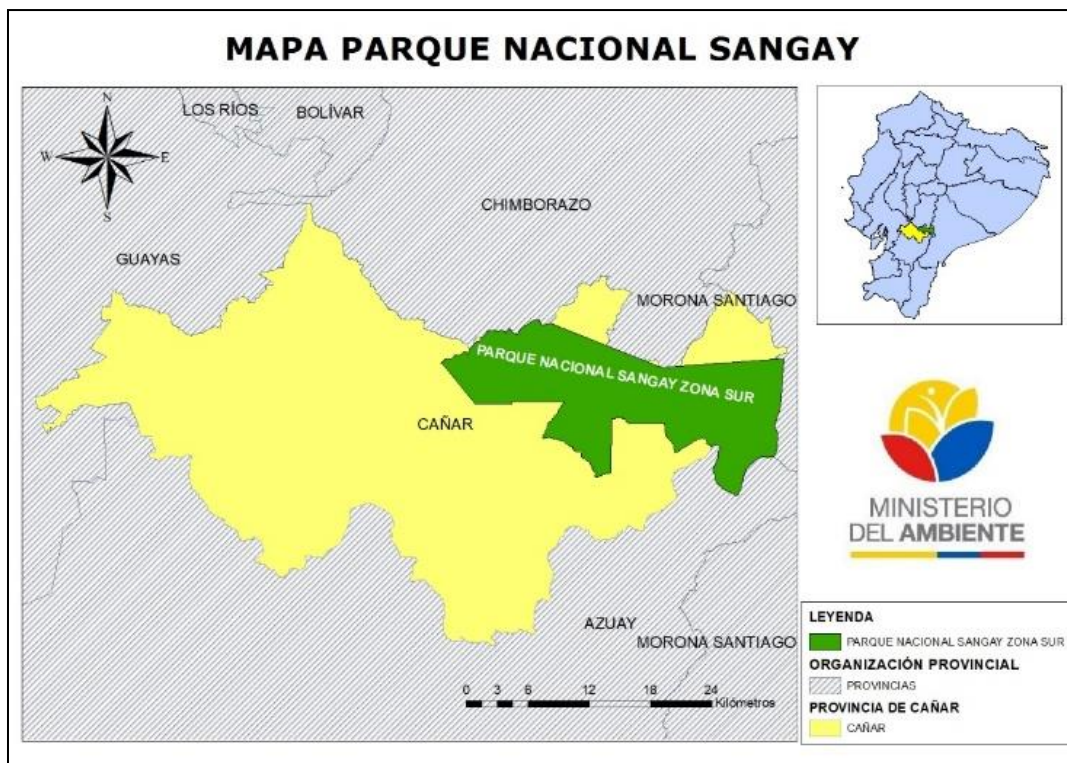 MAPA PARQUE NACIONAL SANGAY
N
W
E
S
LOS RÍOS
BOLÍVAR
CHIMBORAZO
GUAYAS
MORONA SANTIAGO
PARQUE NACIONAL SANGAY ZONA SUR
CAÑAR
AZUAY
MORONA SANTIAGO
0 3 6 12 18 24
Kilómetros
MINISTERIO
DEL AMBIENTE
LEYENDA
PARQUE NACIONAL SANGAY ZONA SUR
ORGANIZACIÓN PROVINCIAL
PROVINCIAS
PROVINCIA DE CAÑAR
CAÑAR